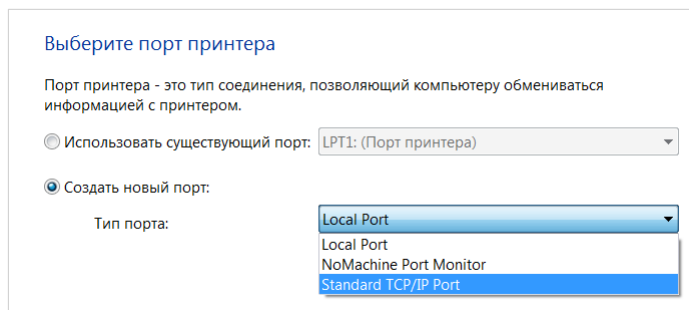 Выберите порт принтера
Порт принтера - это тип соединения, позволяющий компьютеру обмениваться
информацией с принтером.
Использовать существующий порт: LPT1: (Порт принтера)
Создать новый порт:
Тип порта: Local Port
Local Port
NoMachine Port Monitor
Standard TCP/IP Port